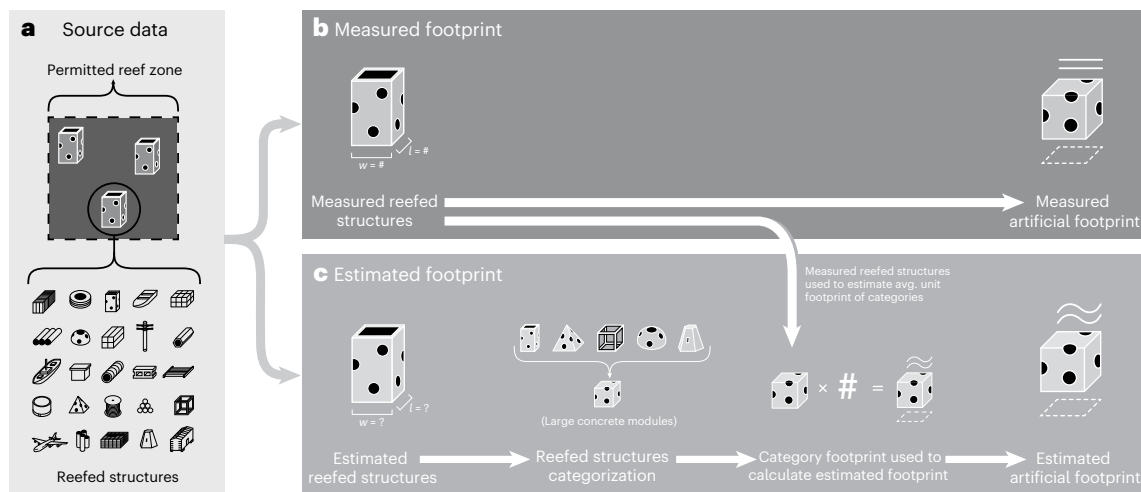 a Source data
Permitted reef zone
Reefed structures
b Measured footprint
w = #
l = #
Measured reefed
structures
Measured
artificial footprint
c Estimated footprint
Measured reefed structures
used to estimate avg. unit
footprint of categories
w = ?
l = ?
(Large concrete modules)
× # =
Estimated
reefed structures
Reefed structures
categorization
Category footprint used to
calculate estimated footprint
Estimated
artificial footprint